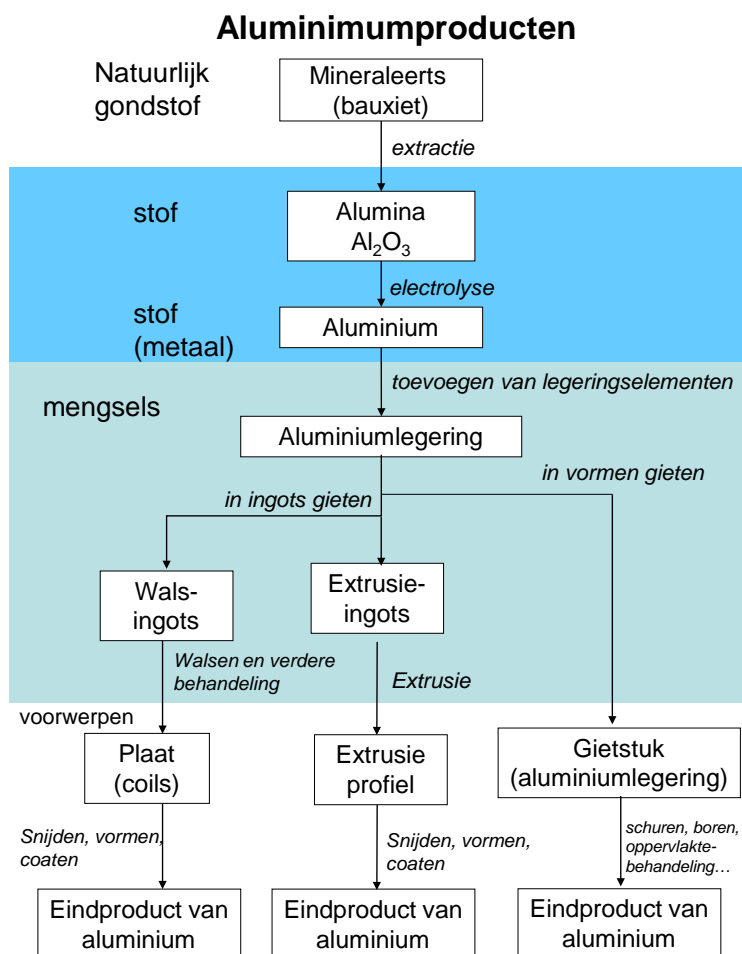 Aluminimumproducten
Natuurlijk
gondstof
Mineraleerts
(bauxiet)
extractie
stof
Alumina
Al₂O₃
electrolyse
stof
(metaal)
Aluminium
toevoegen van legeringselementen
mengsels
Aluminiumlegering
in vormen gieten
in ingots gieten
Wals-
ingots
Extrusie-
ingots
Walsen en verdere
behandeling
Extrusie
voorwerpen
Plaat
(coils)
Extrusie
profiel
Gietstuk
(aluminiumlegering)
Snijden, vormen,
coaten
Snijden, vormen,
coaten
schuren, boren,
oppervlakte-
behandeling…
Eindproduct van
aluminium
Eindproduct van
aluminium
Eindproduct van
aluminium